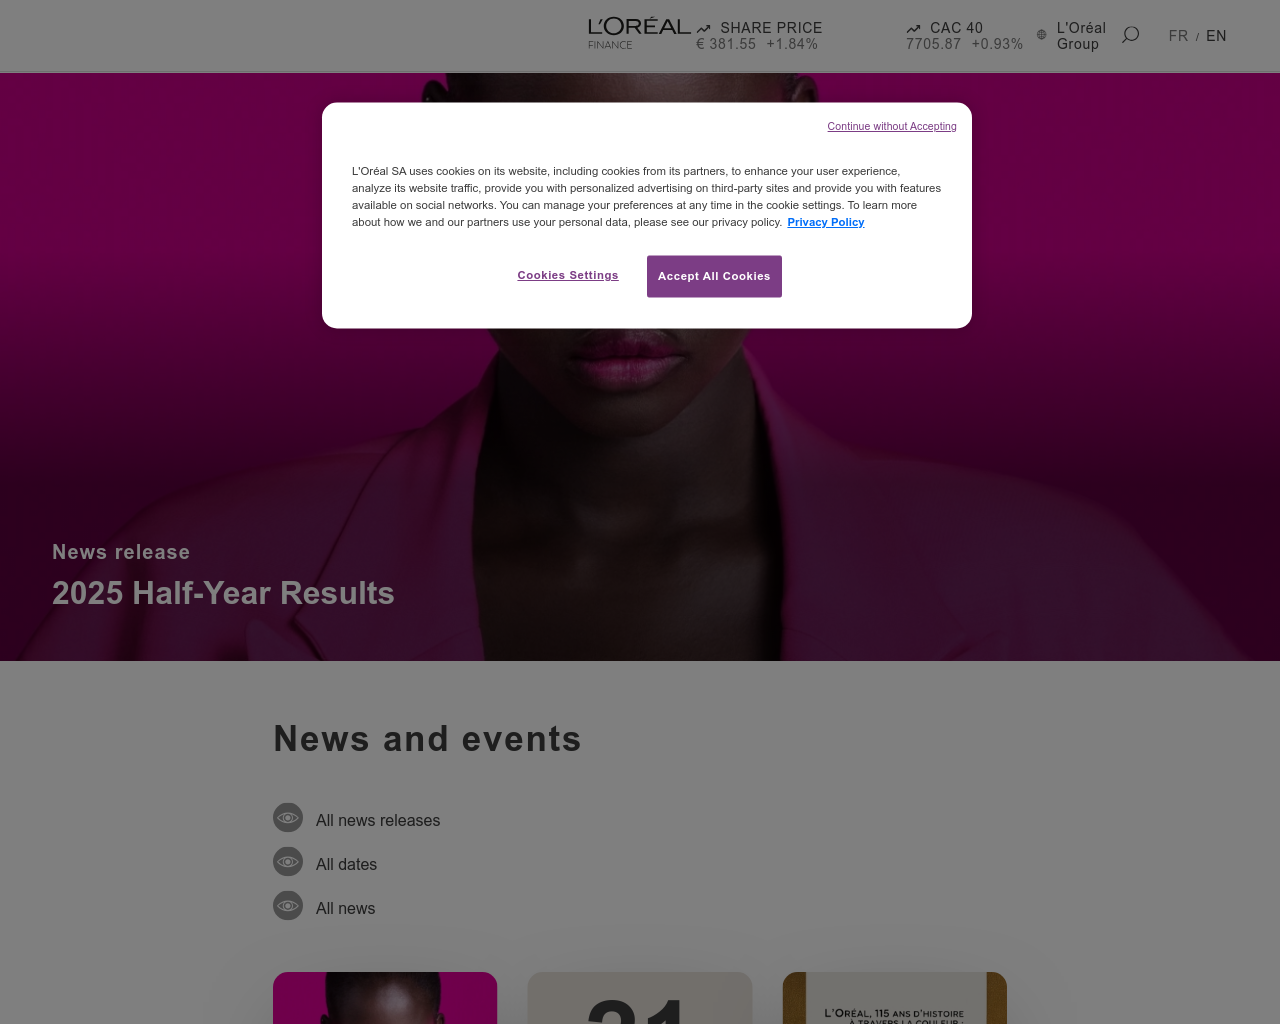 L'ORÉAL
FINANCE
SHARE PRICE
€ 381.55 +1.84%
CAC 40
7705.87 +0.93%
L'Oréal
Group
FR / EN
Continue without Accepting
L'Oréal SA uses cookies on its website, including cookies from its partners, to enhance your user experience,
analyze its website traffic, provide you with personalized advertising on third-party sites and provide you with features
available on social networks. You can manage your preferences at any time in the cookie settings. To learn more
about how we and our partners use your personal data, please see our privacy policy. Privacy Policy
Cookies Settings
Accept All Cookies
News release
2025 Half-Year Results
News and events
All news releases
All dates
All news
21
L'ORÉAL, 115 ANS D'HISTOIRE
À TRAVERS LA COULEUR :